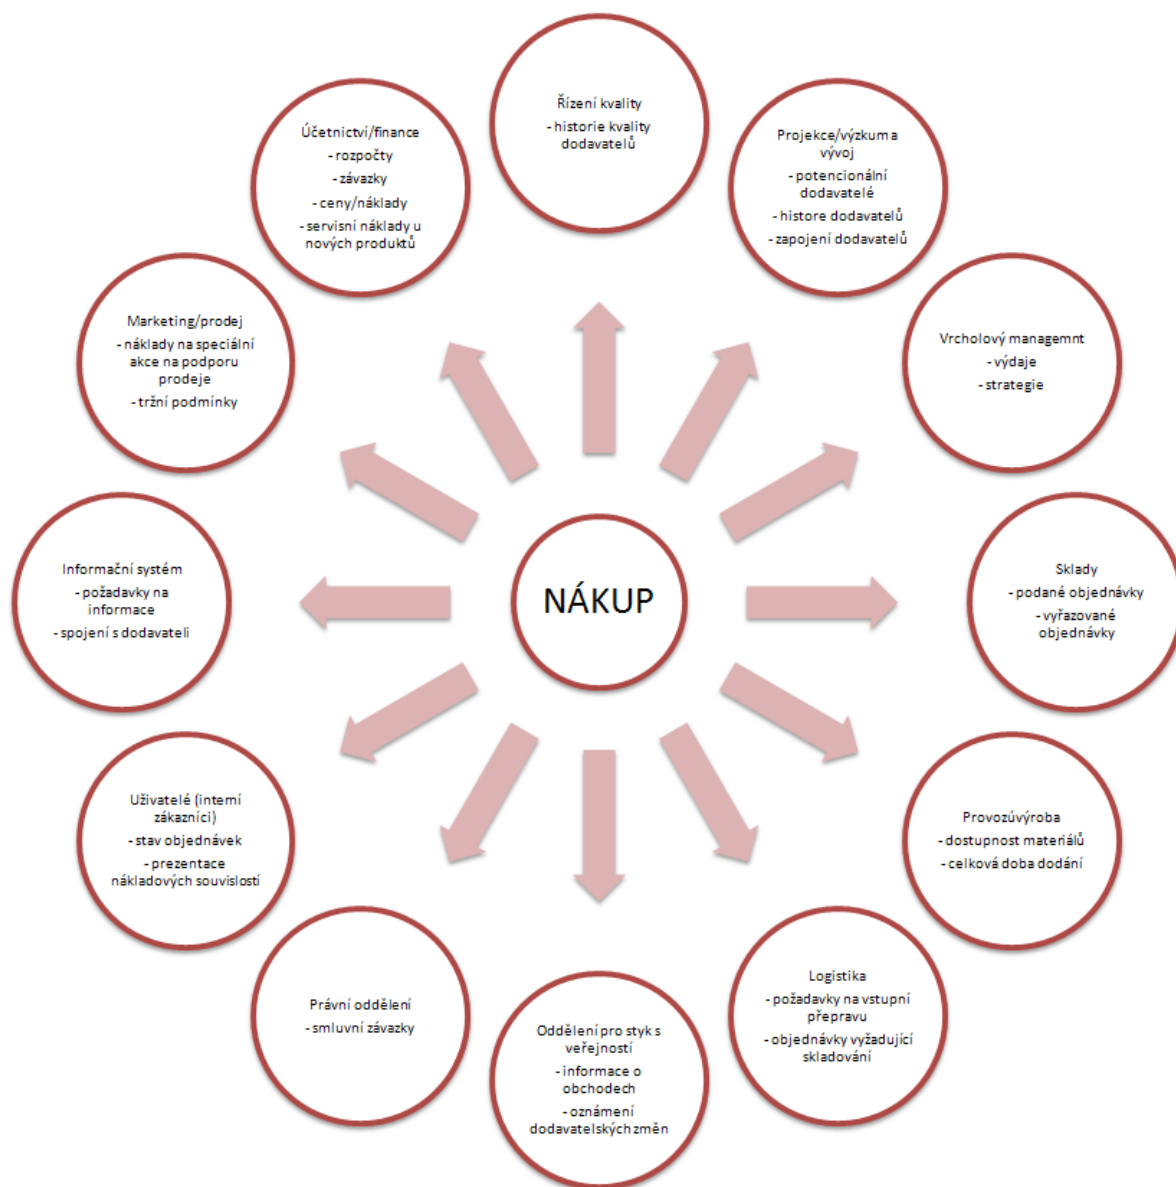 Řízení kvality
- historie kvality
dodavatelů
Projekce/výzkum a
vývoj
- potencionální
dodavatelé
- histore dodavatelů
- zapojení dodavatelů
Vrcholový managemnt
- výdaje
- strategie
Sklady
- podané objednávky
- vyřazované
objednávky
Provozúvýroba
- dostupnost materiálů
- celková doba dodání
Logistika
- požadavky na vstupní
přepravu
- objednávky vyžadující
skladování
Oddělení pro styk s
veřejností
- informace o
obchodech
- oznámení
dodavatelských změn
Právní oddělení
- smluvní závazky
Uživatelé (interní
zákazníci)
- stav objednávek
- prezentace
nákladových souvislostí
Informační systém
- požadavky na
informace
- spojení s dodavateli
Marketing/prodej
- náklady na speciální
akce na podporu
prodeje
- tržní podmínky
Účetnictví/finance
- rozpočty
- závazky
- ceny/náklady
- servisní náklady u
nových produktů
NÁKUP